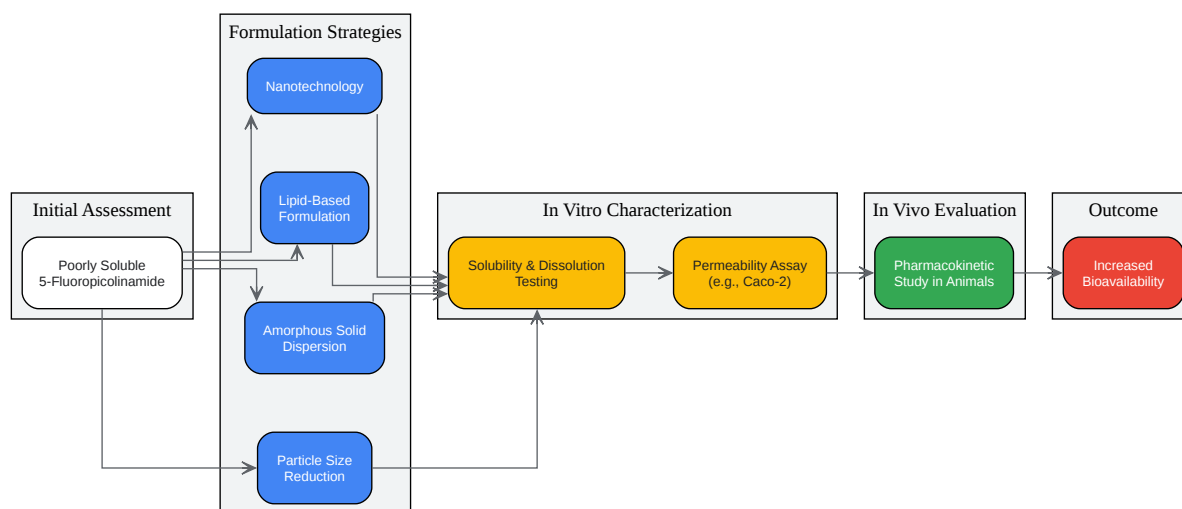 Formulation Strategies
Nanotechnology
Lipid-Based
Formulation
Amorphous Solid
Dispersion
Particle Size
Reduction
Initial Assessment
Poorly Soluble
5-Fluoropicolinamide
In Vitro Characterization
Solubility & Dissolution
Testing
Permeability Assay
(e.g., Caco-2)
In Vivo Evaluation
Pharmacokinetic
Study in Animals
Outcome
Increased
Bioavailability